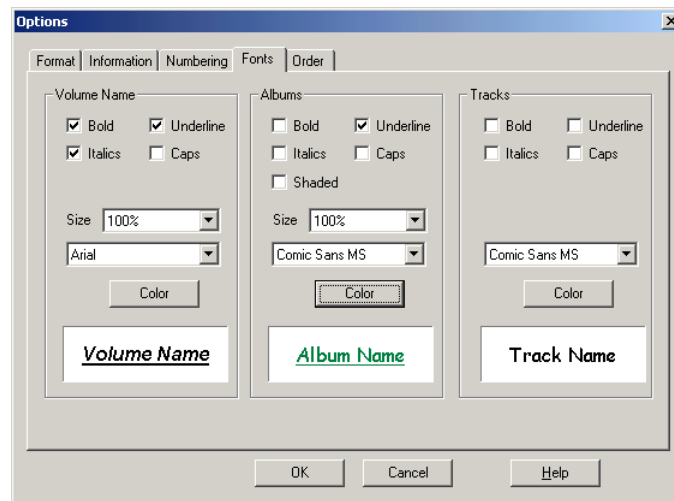 Options
Format Information Numbering Fonts Order
Volume Name
Bold Underline
Italics Caps
Size 100%
Arial
Color
Volume Name
Albums
Bold Underline
Italics Caps
Shaded
Size 100%
Comic Sans MS
Color
Album Name
Tracks
Bold Underline
Italics Caps
Comic Sans MS
Color
Track Name
OK Cancel Help